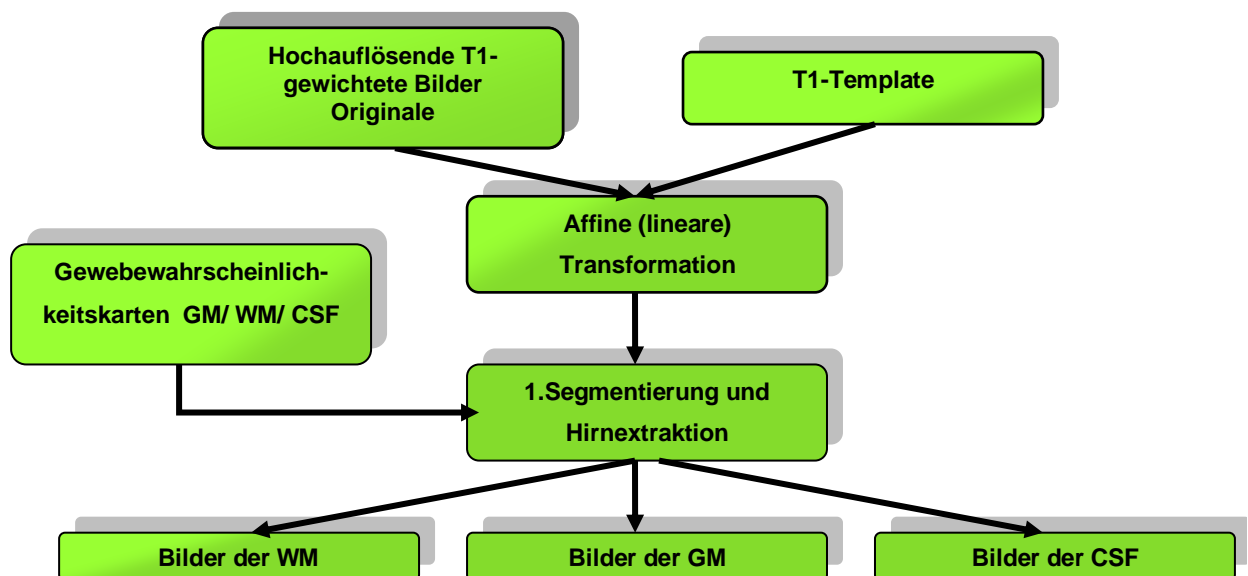 Hochauflösende T1-
gewichtete Bilder
Originale
T1-Template
Affine (lineare)
Transformation
Gewebewahrscheinlich-
keitskarten GM/ WM/ CSF
1.Segmentierung und
Hirnextraktion
Bilder der WM
Bilder der GM
Bilder der CSF